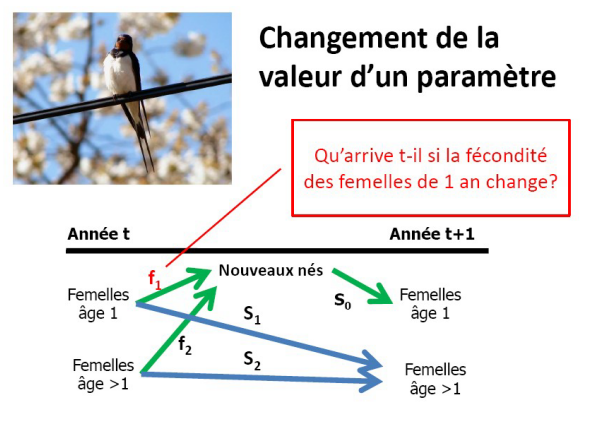 Changement de la
valeur d’un paramètre
Qu’arrive t-il si la fécondité
des femelles de 1 an change?
Année t
Année t+1
f1
Nouveaux nés
S0
Femelles
âge 1
Femelles
âge 1
S1
f2
S2
Femelles
âge >1
Femelles
âge >1